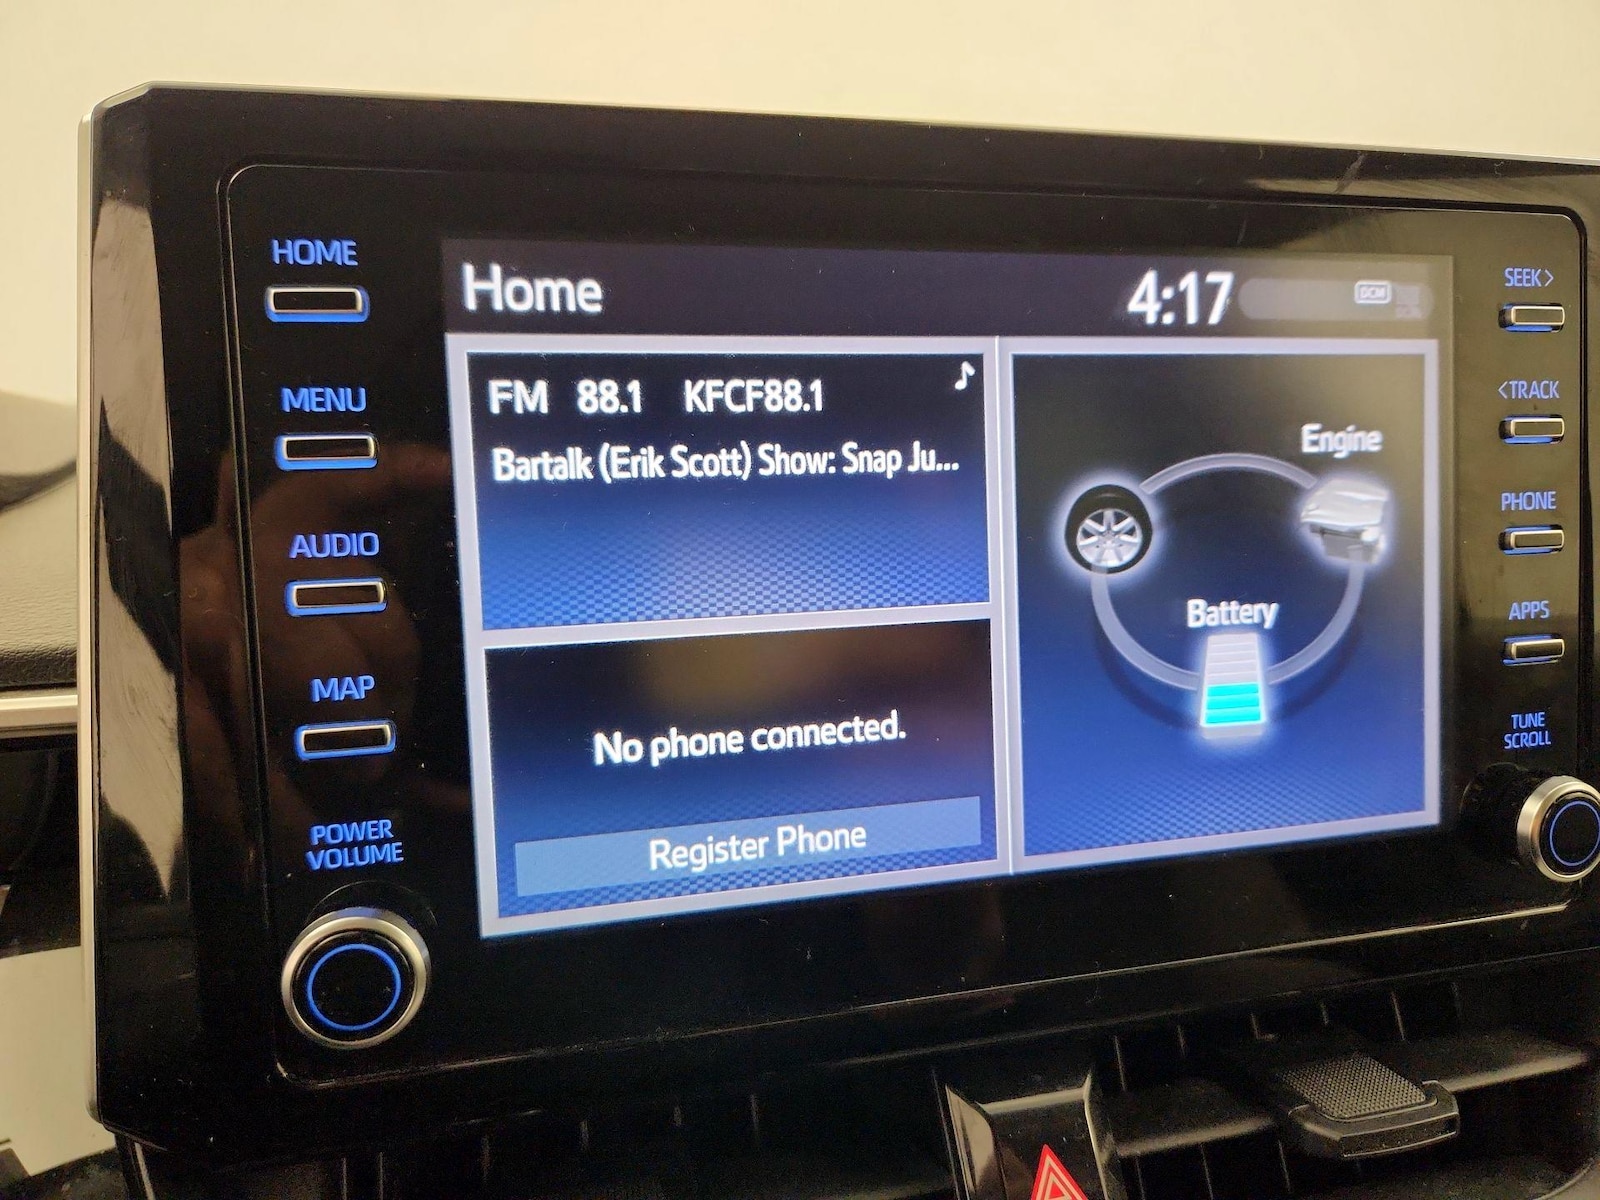 HOME
MENU
AUDIO
MAP
POWER
VOLUME
Home
4:17
DCM
FM 88.1 KFCF88.1
Bartalk (Erik Scott) Show: Snap Ju...
No phone connected.
Register Phone
Engine
Battery
SEEK>
<TRACK
PHONE
APPS
TUNE
SCROLL